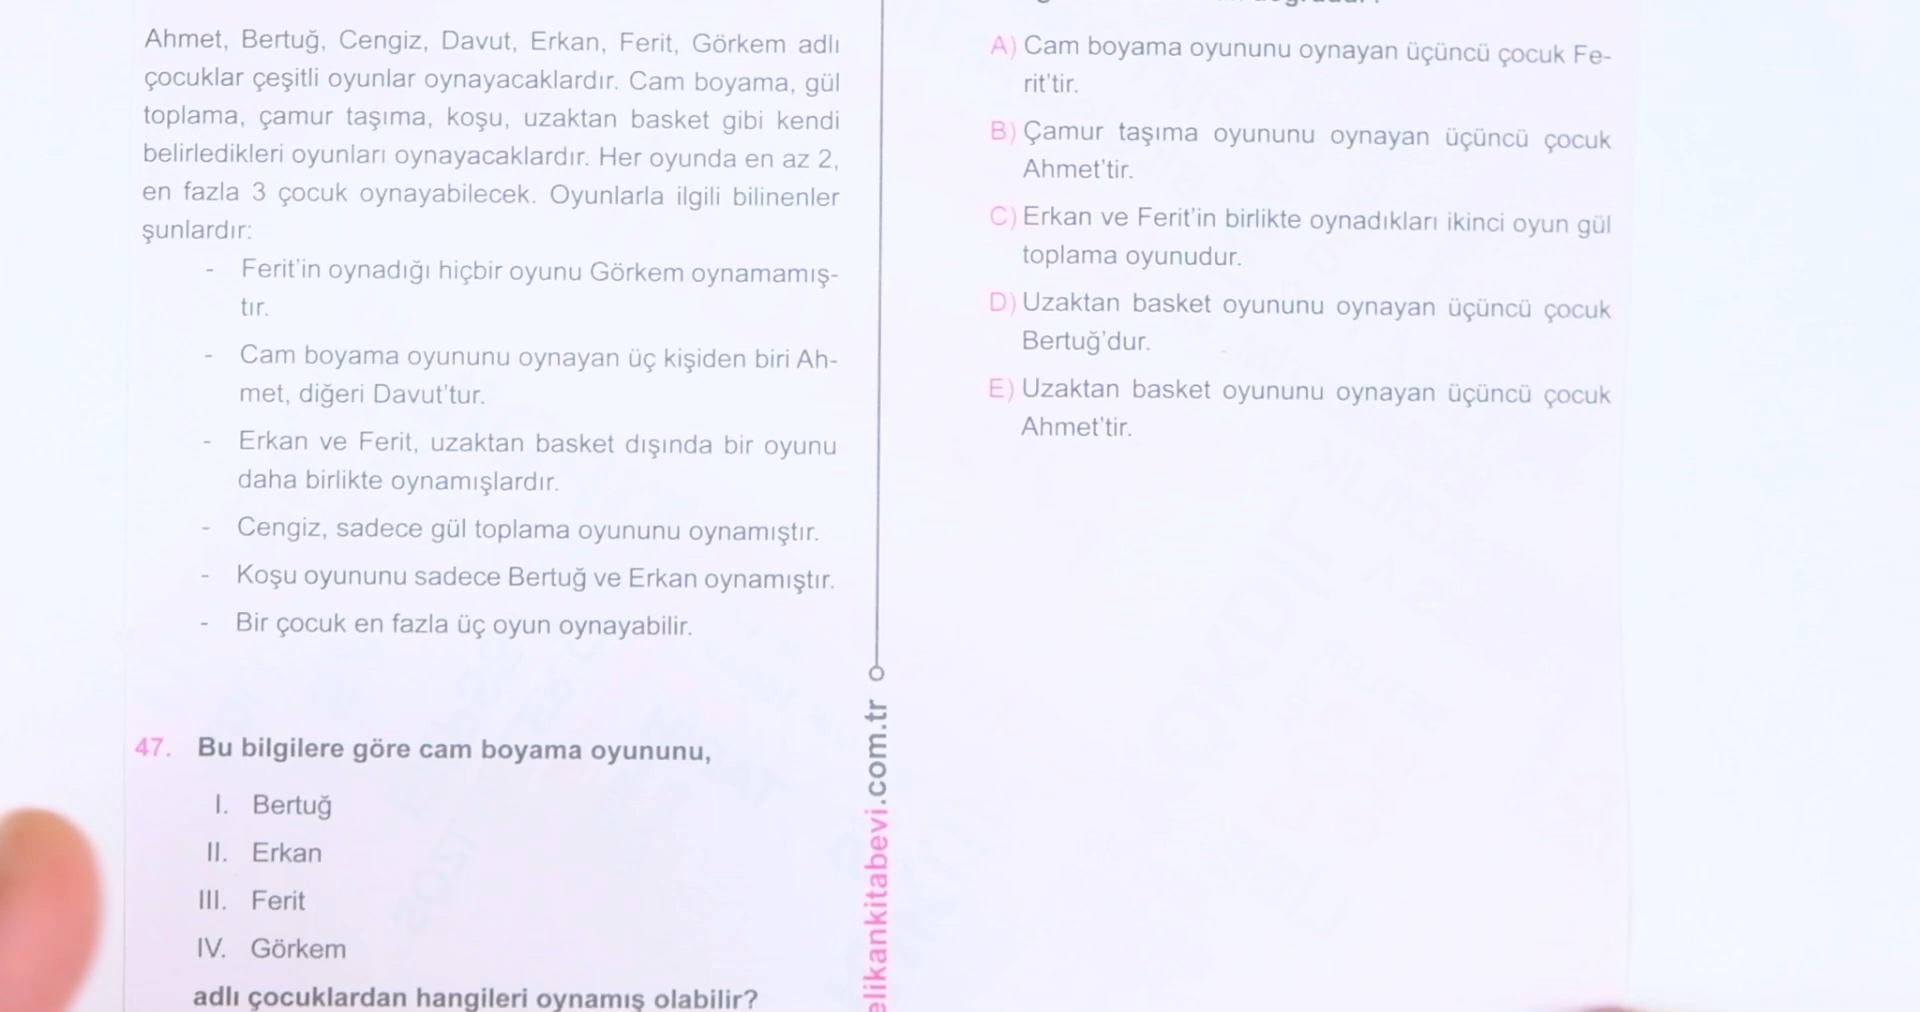 Ahmet, Bertuğ, Cengiz, Davut, Erkan, Ferit, Görkem adlı
çocuklar çeşitli oyunlar oynayacaklardır. Cam boyama, gül
toplama, çamur taşıma, koşu, uzaktan basket gibi kendi
belirledikleri oyunları oynayacaklardır. Her oyunda en az 2,
en fazla 3 çocuk oynayabilecek. Oyunlarla ilgili bilinenler
şunlardır:
- Ferit'in oynadığı hiçbir oyunu Görkem oynamamış-
tır.
- Cam boyama oyununu oynayan üç kişiden biri Ah-
met, diğeri Davut'tur.
- Erkan ve Ferit, uzaktan basket dışında bir oyunu
daha birlikte oynamışlardır.
- Cengiz, sadece gül toplama oyununu oynamıştır.
- Koşu oyununu sadece Bertuğ ve Erkan oynamıştır.
- Bir çocuk en fazla üç oyun oynayabilir.
47. Bu bilgilere göre cam boyama oyununu,
I. Bertuğ
II. Erkan
III. Ferit
IV. Görkem
adlı çocuklardan hangileri oynamış olabilir?
elikankitabevi.com.tr
A) Cam boyama oyununu oynayan üçüncü çocuk Fe-
rit'tir.
B) Çamur taşıma oyununu oynayan üçüncü çocuk
Ahmet'tir.
C) Erkan ve Ferit'in birlikte oynadıkları ikinci oyun gül
toplama oyunudur.
D) Uzaktan basket oyununu oynayan üçüncü çocuk
Bertuğ'dur.
E) Uzaktan basket oyununu oynayan üçüncü çocuk
Ahmet'tir.